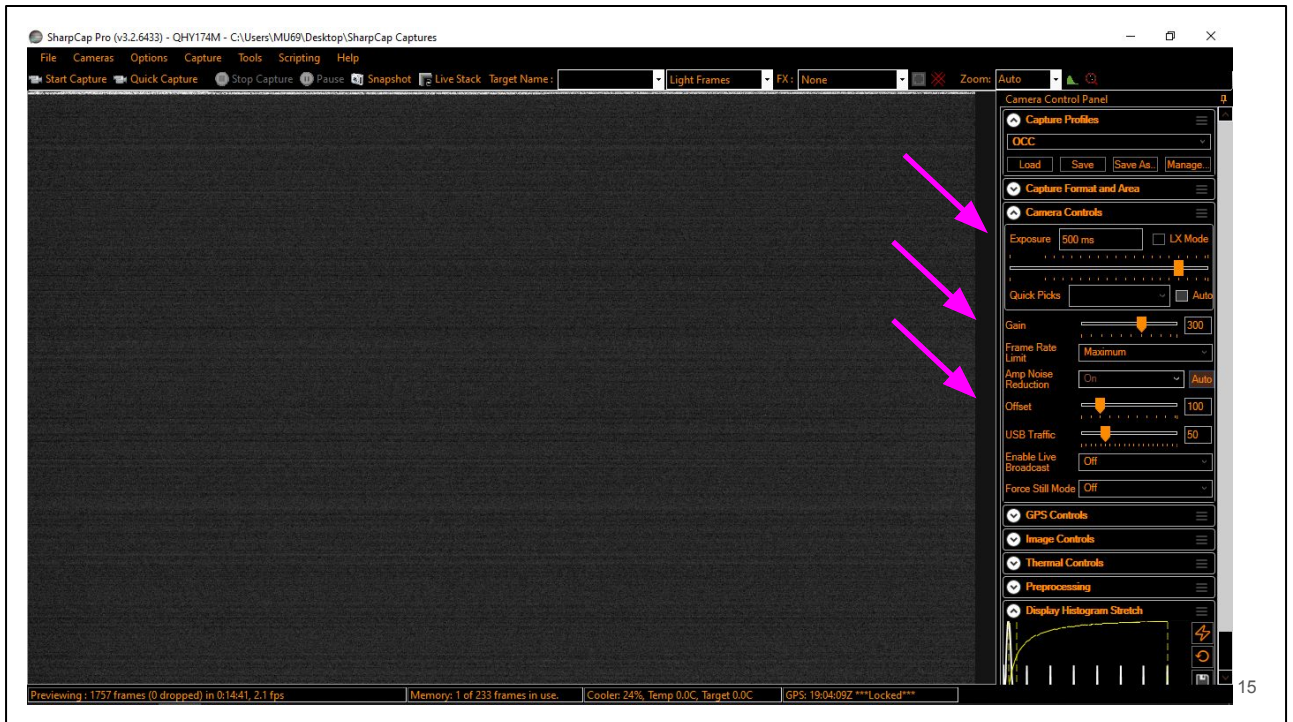 SharpCap Pro (v3.2.6433) - QHY174M - C:\Users\MU69\Desktop\SharpCap Captures
File Cameras Options Capture Tools Scripting Help
Start Capture Quick Capture Stop Capture Pause Snapshot Live Stack Target Name : Light Frames FX : None Zoom: Auto
Camera Control Panel
Capture Profiles
OCC
Load Save Save As.. Manage...
Capture Format and Area
Camera Controls
Exposure 500 ms LX Mode
Quick Picks Auto
Gain 300
Frame Rate
Limit
Maximum
Amp Noise
Reduction
On Auto
Offset 100
USB Traffic 50
Enable Live
Broadcast
Off
Force Still Mode Off
GPS Controls
Image Controls
Thermal Controls
Preprocessing
Display Histogram Stretch
Previewing : 1757 frames (0 dropped) in 0:14:41, 2.1 fps Memory: 1 of 233 frames in use. Cooler: 24%, Temp 0.0C, Target 0.0C GPS: 19:04:09Z ***Locked***
15